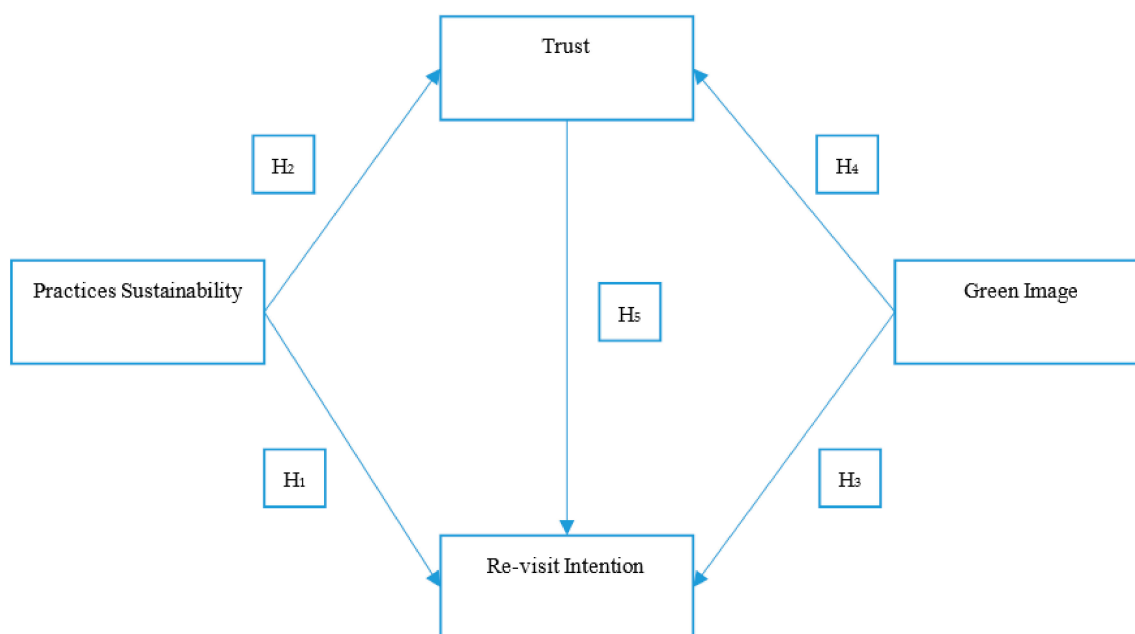 Trust
H2
H4
Practices Sustainability
Green Image
H5
H1
H3
Re-visit Intention